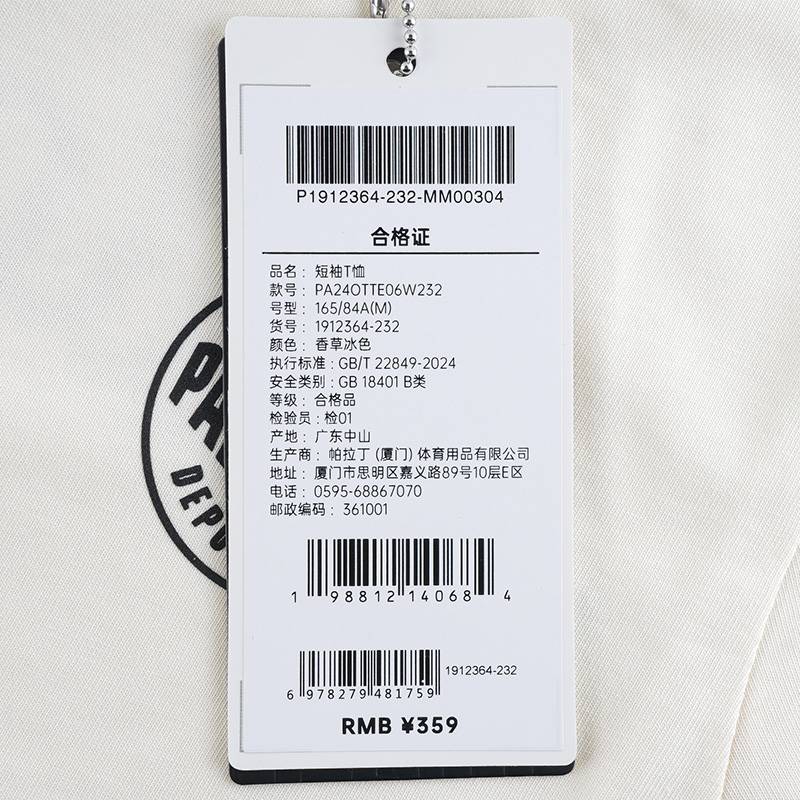 P1912364-232-MM00304
合格证
品名：短袖T恤
款号：PA24OTTE06W232
号型：165/84A(M)
货号：1912364-232
颜色：香草冰色
执行标准：GB/T 22849-2024
安全类别：GB 18401 B类
等级：合格品
检验员：检01
产地：广东中山
生产商：帕拉丁 (厦门) 体育用品有限公司
地址：厦门市思明区嘉义路89号10层E区
电话：0595-68867070
邮政编码：361001
1 98812 14068 4
1912364-232
6 978279 481759
RMB ¥359